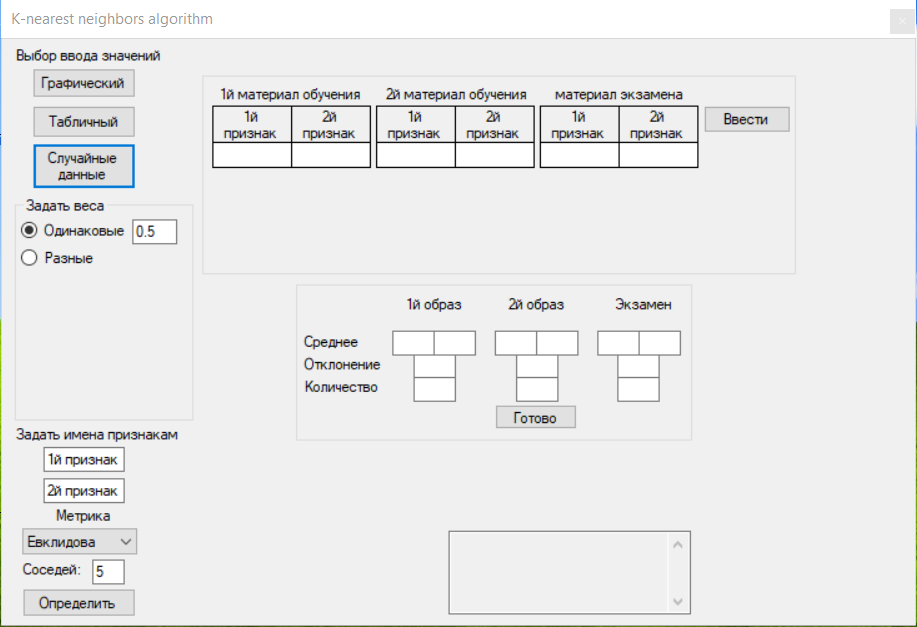 K-nearest neighbors algorithm
Выбор ввода значений
Графический
Табличный
Случайные
данные
Задать веса
Одинаковые 0.5
Разные
Задать имена признакам
1й признак
2й признак
Метрика
Евклидова
Соседей: 5
Определить
1й материал обучения 2й материал обучения материал экзамена
1й 2й 1й 2й 1й 2й
признак признак признак признак признак признак
Ввести
1й образ 2й образ Экзамен
Среднее
Отклонение
Количество
Готово